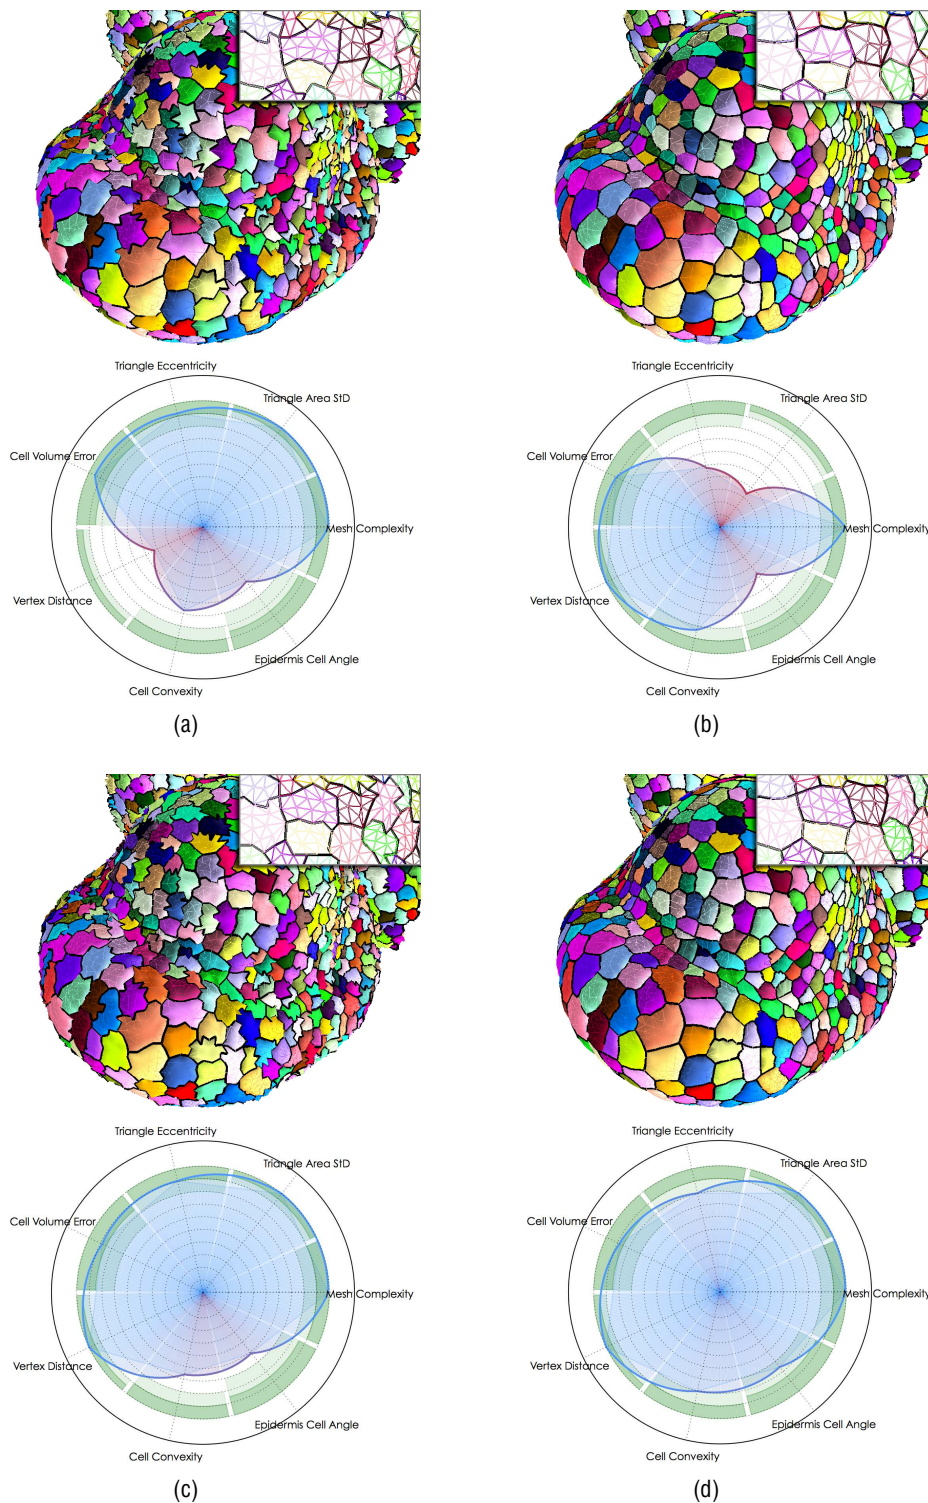 Triangle Eccentricity
Triangle Area StD
Cell Volume Error
Mesh Complexity
Vertex Distance
Epidermis Cell Angle
Cell Convexity
(a)
Triangle Eccentricity
Triangle Area StD
Cell Volume Error
Mesh Complexity
Vertex Distance
Epidermis Cell Angle
Cell Convexity
(b)
Triangle Eccentricity
Triangle Area StD
Cell Volume Error
Mesh Complexity
Vertex Distance
Epidermis Cell Angle
Cell Convexity
(c)
Triangle Eccentricity
Triangle Area StD
Cell Volume Error
Mesh Complexity
Vertex Distance
Epidermis Cell Angle
Cell Convexity
(d)